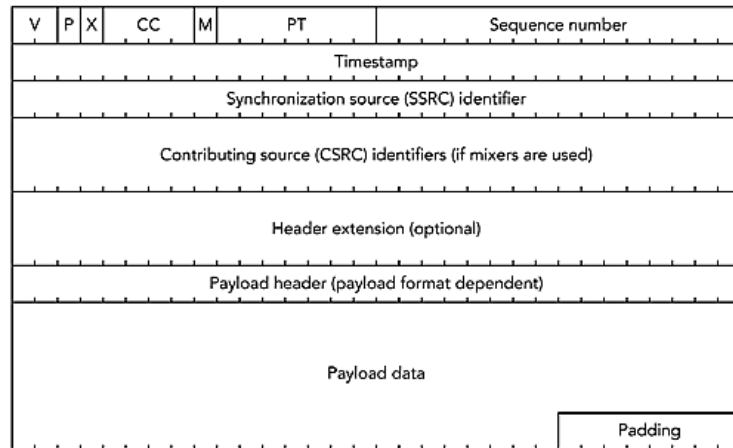 V P X CC M PT Sequence number
Timestamp
Synchronization source (SSRC) identifier
Contributing source (CSRC) identifiers (if mixers are used)
Header extension (optional)
Payload header (payload format dependent)
Payload data
Padding